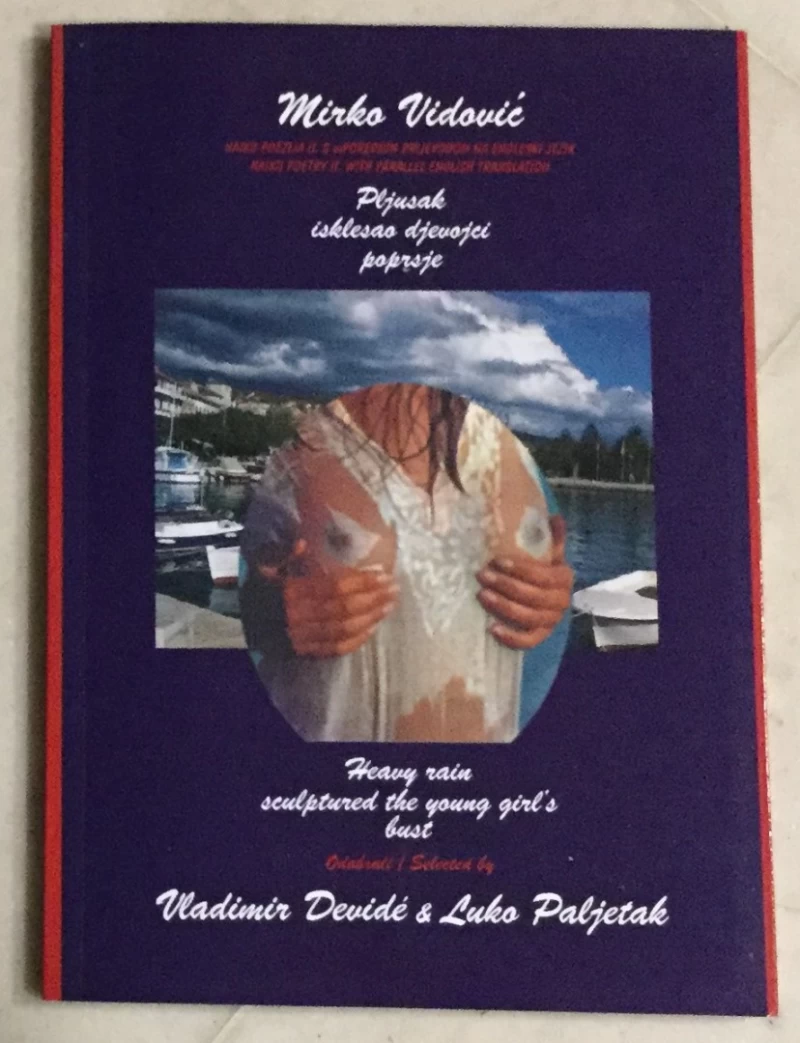 Mirko Vidović
HAIKU POEZIJA II. S USPOREDNIM PRIJEVODOM NA ENGLESKI JEZIK
HAIKU POETRY II. WITH PARALLEL ENGLISH TRANSLATION
Pljusak
isklesao djevojci
poprsje
Heavy rain
sculptured the young girl's
bust
Odabrali / Selected by
Vladimir Devidé & Luko Paljetak